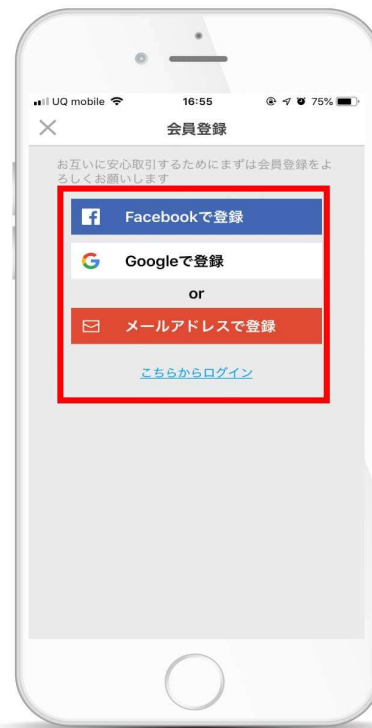 UQ mobile 16:55 75%
会員登録
お互いに安心取引するためにまずは会員登録をよ
ろしくお願いします
Facebookで登録
Googleで登録
or
メールアドレスで登録
こちらからログイン